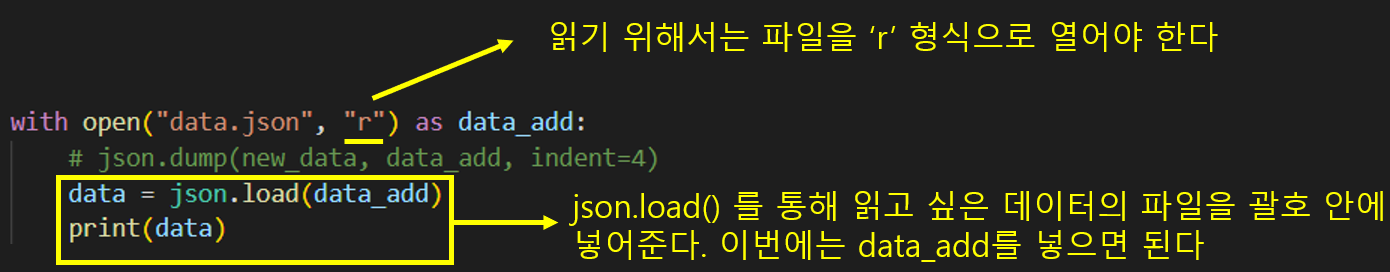 읽기 위해서는 파일을 ‘r’ 형식으로 열어야 한다
with open("data.json", "r") as data_add:
# json.dump(new_data, data_add, indent=4)
data = json.load(data_add)
print(data)
json.load() 를 통해 읽고 싶은 데이터의 파일을 괄호 안에
넣어준다. 이번에는 data_add를 넣으면 된다